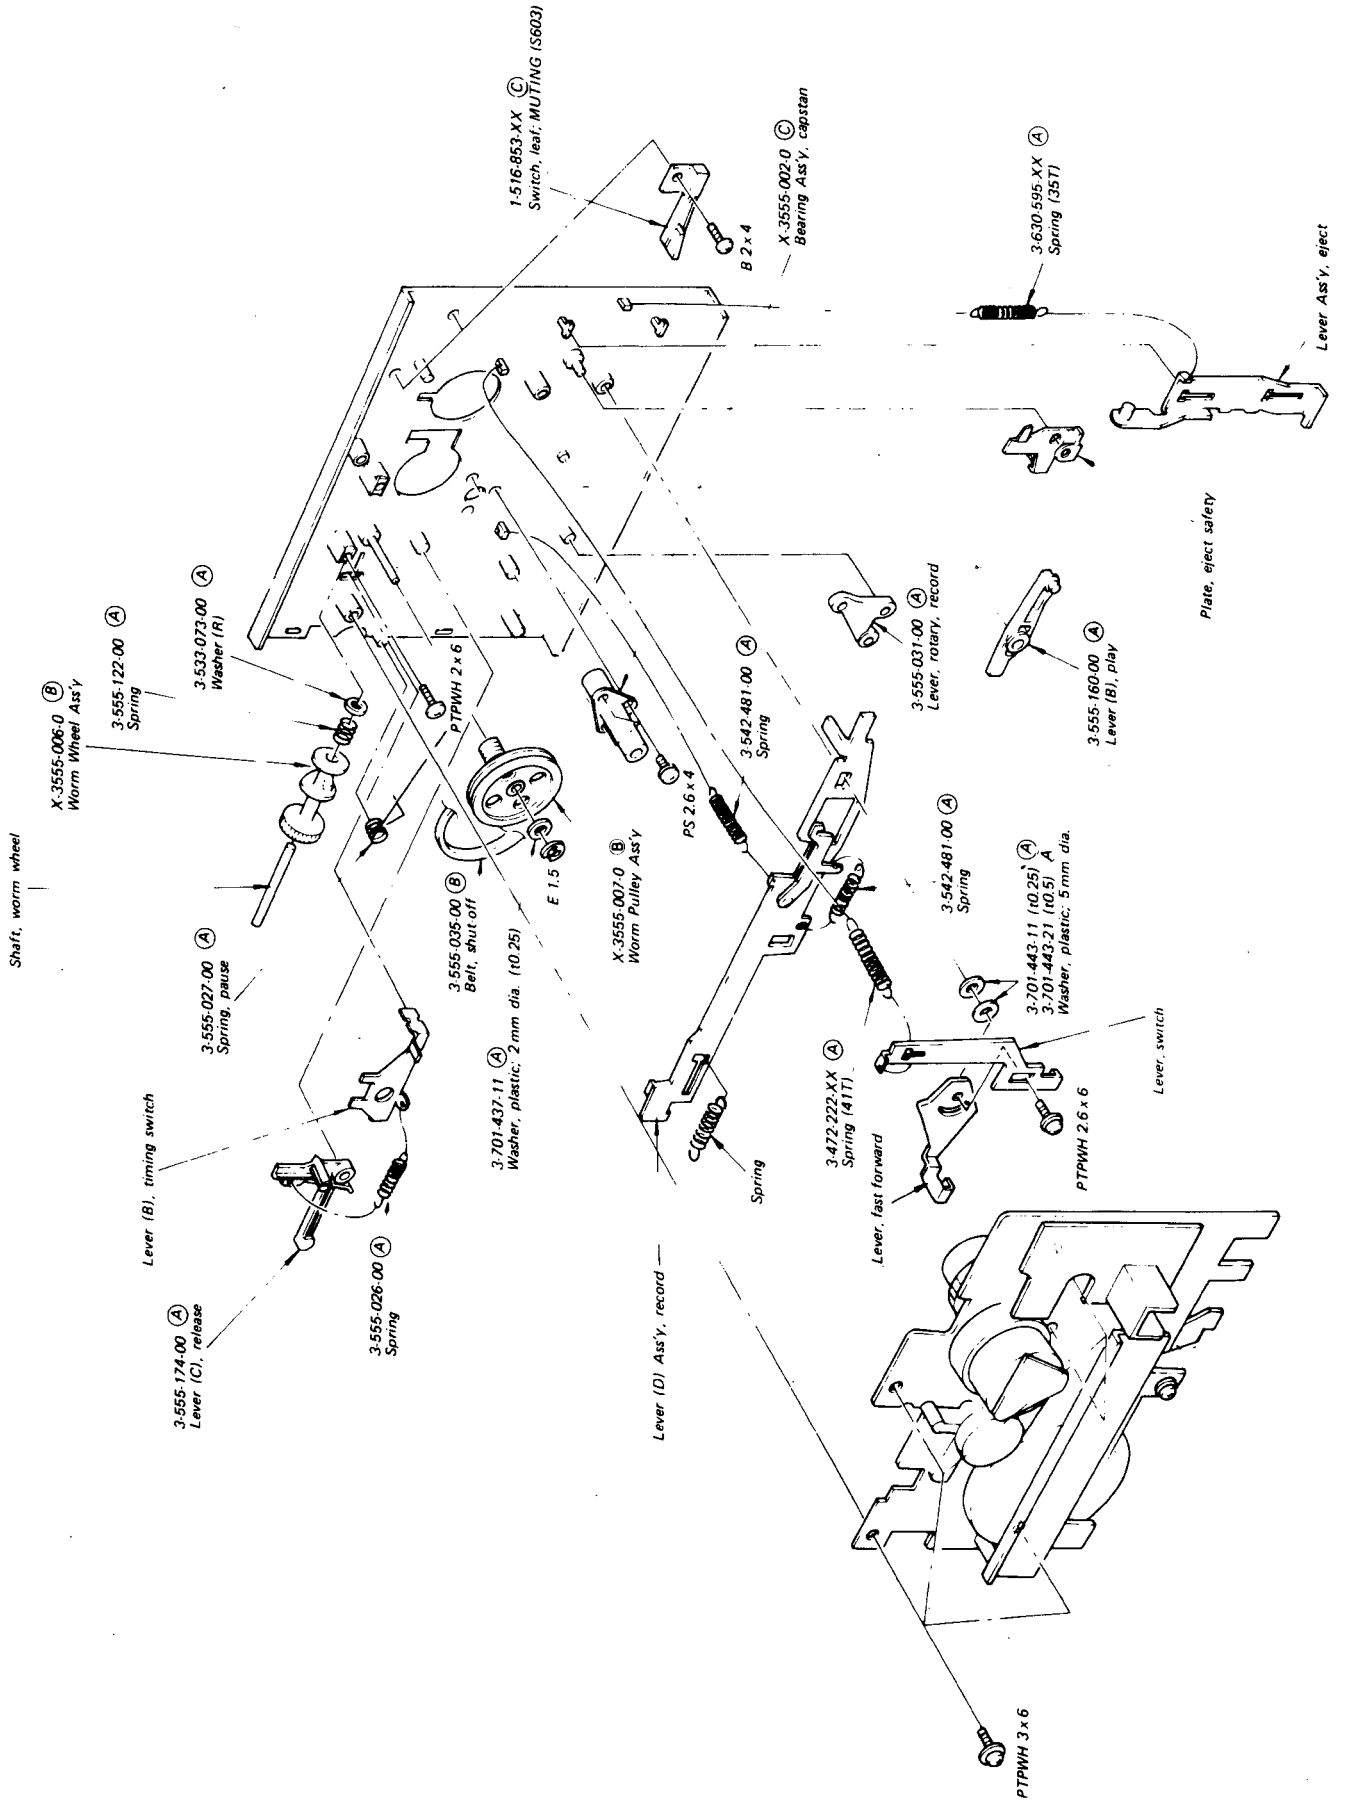 Shaft, worm wheel
X-3555-006-0 Ⓑ
Worm Wheel Ass'y
3-555-122-00 Ⓐ
Spring
3-533-073-00 Ⓐ
Washer (R)
1-516-853-XX Ⓒ
Switch, leaf; MUTING (S603)
B 2 x 4
X-3555-002-0 Ⓒ
Bearing Ass'y, capstan
3-630-595-XX Ⓐ
Spring (35T)
Lever Ass'y, eject
Plate, eject safety
3-555-160-00 Ⓐ
Lever (B), play
3-555-031-00 Ⓐ
Lever, rotary, record
3-542-481-00 Ⓐ
Spring
PTPWH 2 x 6
PS 2.6 x 4
X-3555-007-0 Ⓑ
Worm Pulley Ass'y
E 1.5
3-555-035-00 Ⓑ
Belt, shut-off
3-701-437-11 Ⓐ
Washer, plastic; 2 mm dia. (t0.25)
3-555-027-00 Ⓐ
Spring, pause
Lever (B), timing switch
3-555-174-00 Ⓐ
Lever (C), release
3-555-026-00 Ⓐ
Spring
3-542-481-00 Ⓐ
Spring
3-701-443-11 (t0.25) Ⓐ
3-701-443-21 (t0.5) A
Washer, plastic; 5 mm dia.
3-472-222-XX Ⓐ
Spring (41T)
Lever, switch
PTPWH 2.6 x 6
Lever, fast forward
Spring
Lever (D) Ass'y, record
PTPWH 3 x 6